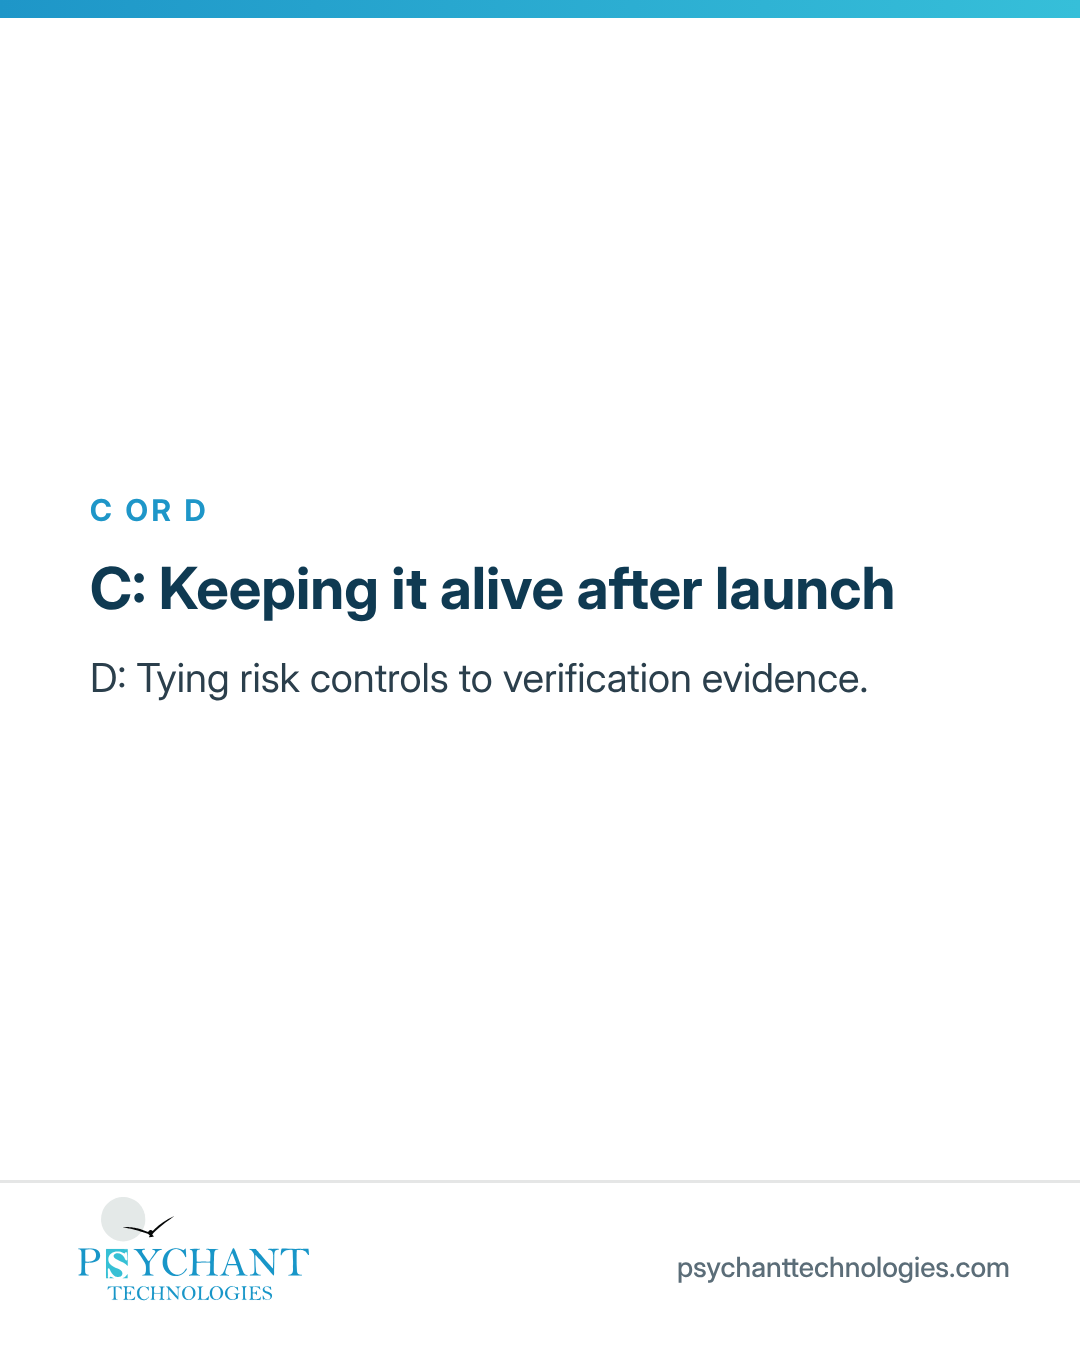 C OR D
C: Keeping it alive after launch
D: Tying risk controls to verification evidence.
PSYCHANT
TECHNOLOGIES
psychanttechnologies.com